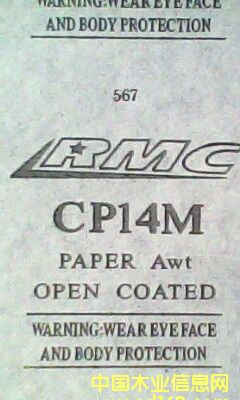 WARNING:WEAR EYE FACE
AND BODY PROTECTION
567
RMC
CP14M
PAPER Awt
OPEN COATED
WARNING:WEAR EYE FACE
AND BODY PROTECTION
中国木业信息网